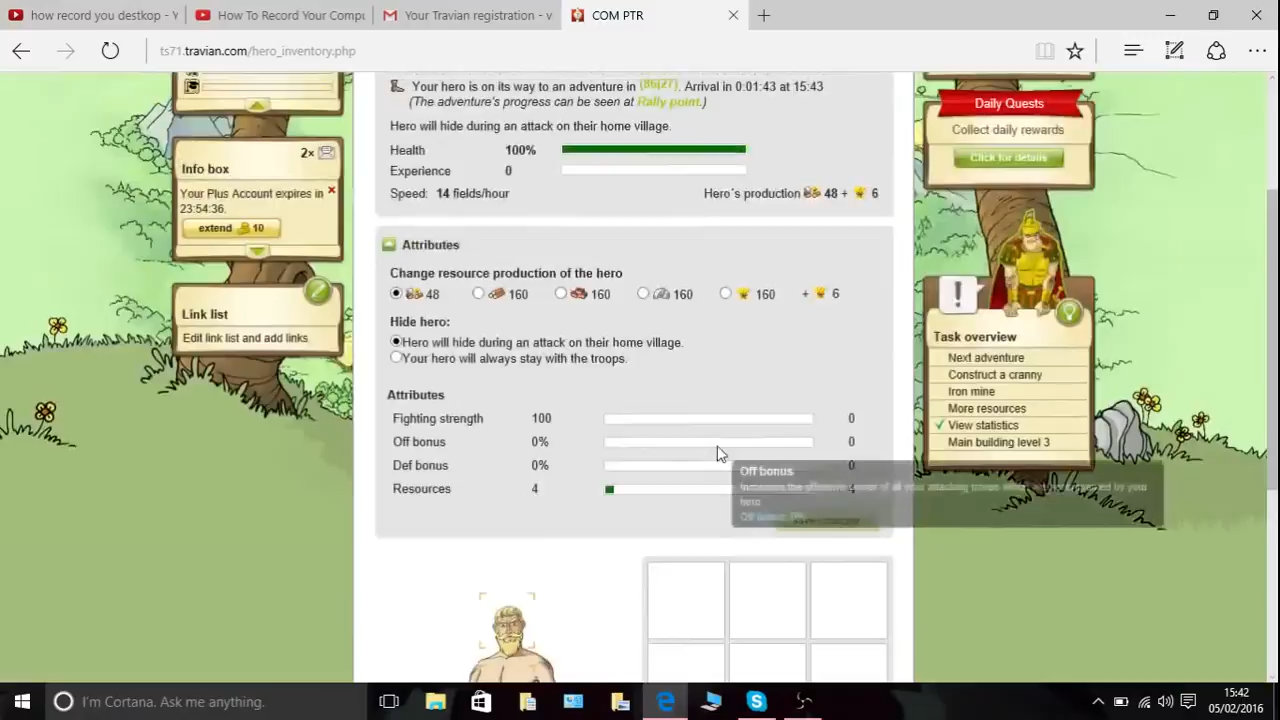 how record you destkop - Y
How To Record Your Compu
Your Travian registration - v
COM PTR
ts71.travian.com/hero_inventory.php
Your hero is on its way to an adventure in (86|27). Arrival in 0:01:43 at 15:43
(The adventure's progress can be seen at Rally point.)
Hero will hide during an attack on their home village.
Health 100%
Experience 0
Speed: 14 fields/hour
Hero's production 48 + 6
Info box
2×
Your Plus Account expires in
23:54:36.
extend 10
Link list
Edit link list and add links
Attributes
Change resource production of the hero
48 160 160 160 160 + 6
Hide hero:
Hero will hide during an attack on their home village.
Your hero will always stay with the troops.
Attributes
Fighting strength 100 0
Off bonus 0% 0
Def bonus 0% 0
Resources 4 4
Off bonus
hero
Off bonus: 0%
Daily Quests
Collect daily rewards
Click for details
Task overview
Next adventure
Construct a cranny
Iron mine
More resources
View statistics
Main building level 3
I'm Cortana. Ask me anything.
15:42
05/02/2016